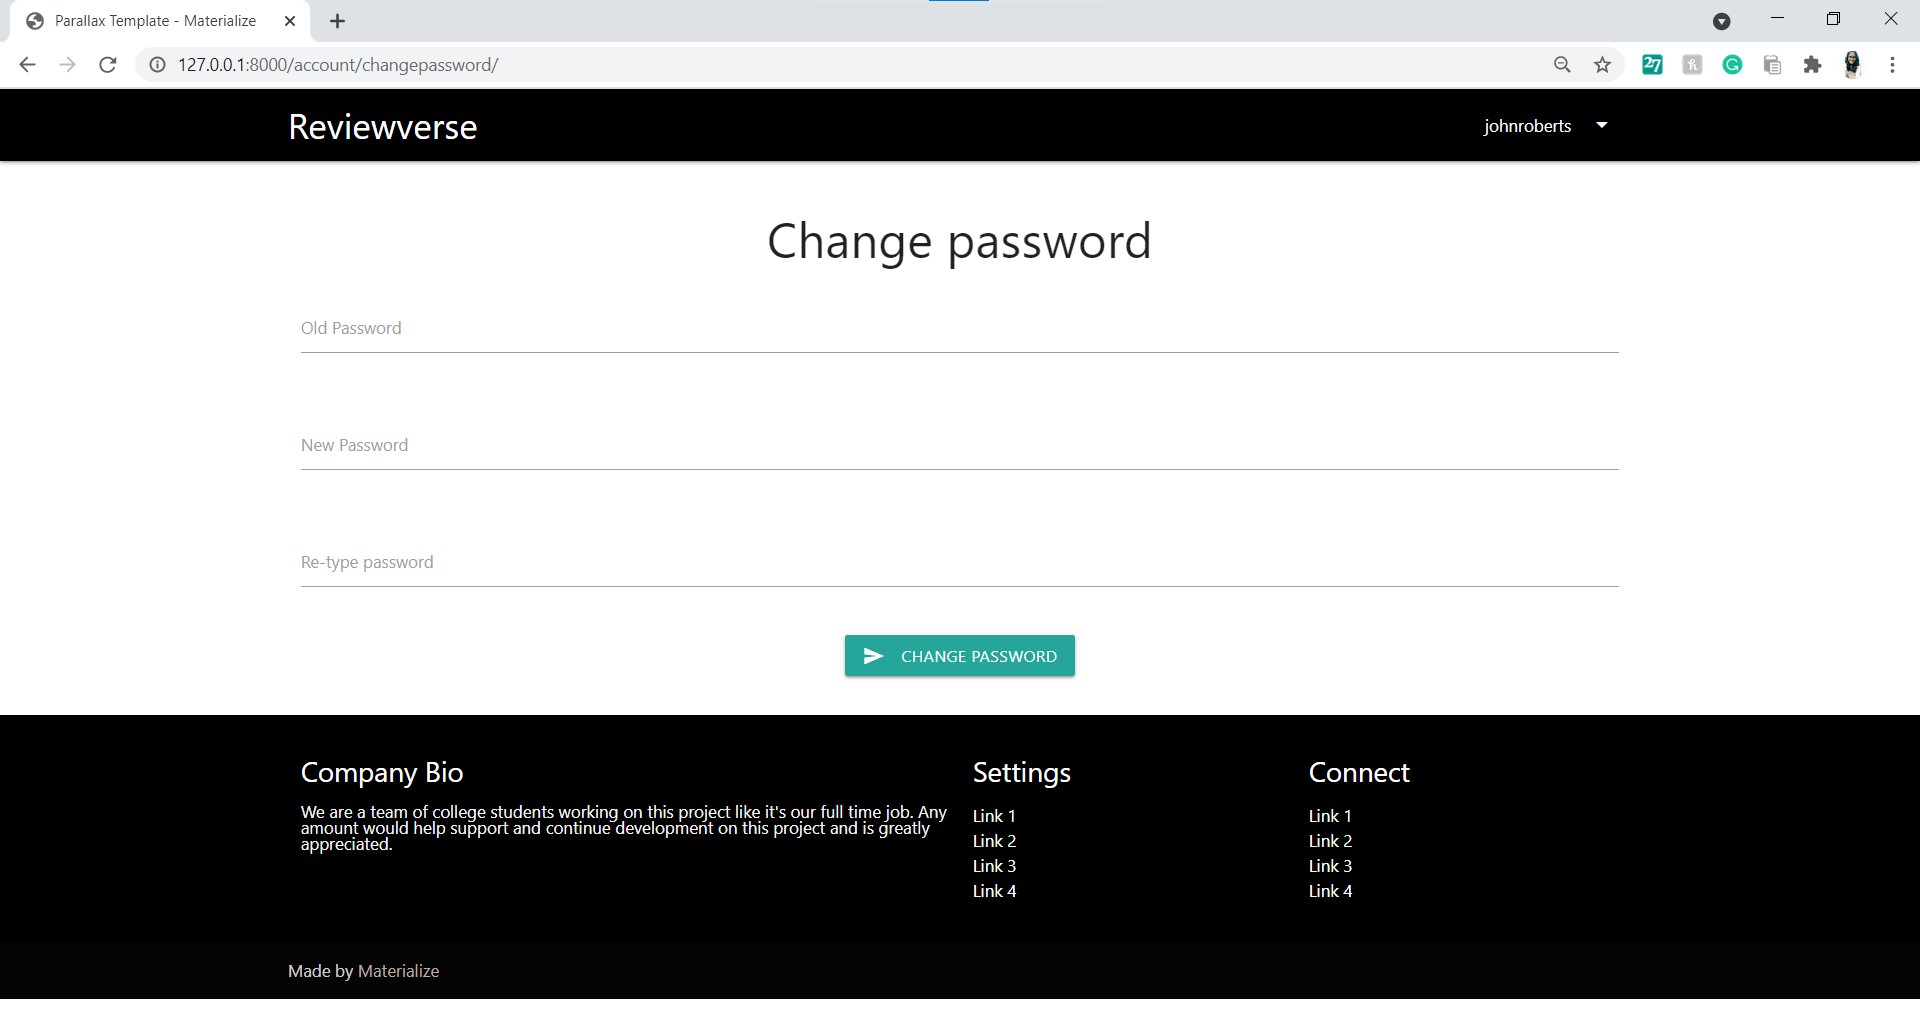 Parallax Template - Materialize
127.0.0.1:8000/account/changepassword/
27
Reviewverse
johnroberts
Change password
Old Password
New Password
Re-type password
CHANGE PASSWORD
Company Bio
We are a team of college students working on this project like it's our full time job. Any
amount would help support and continue development on this project and is greatly
appreciated.
Settings
Link 1
Link 2
Link 3
Link 4
Connect
Link 1
Link 2
Link 3
Link 4
Made by Materialize